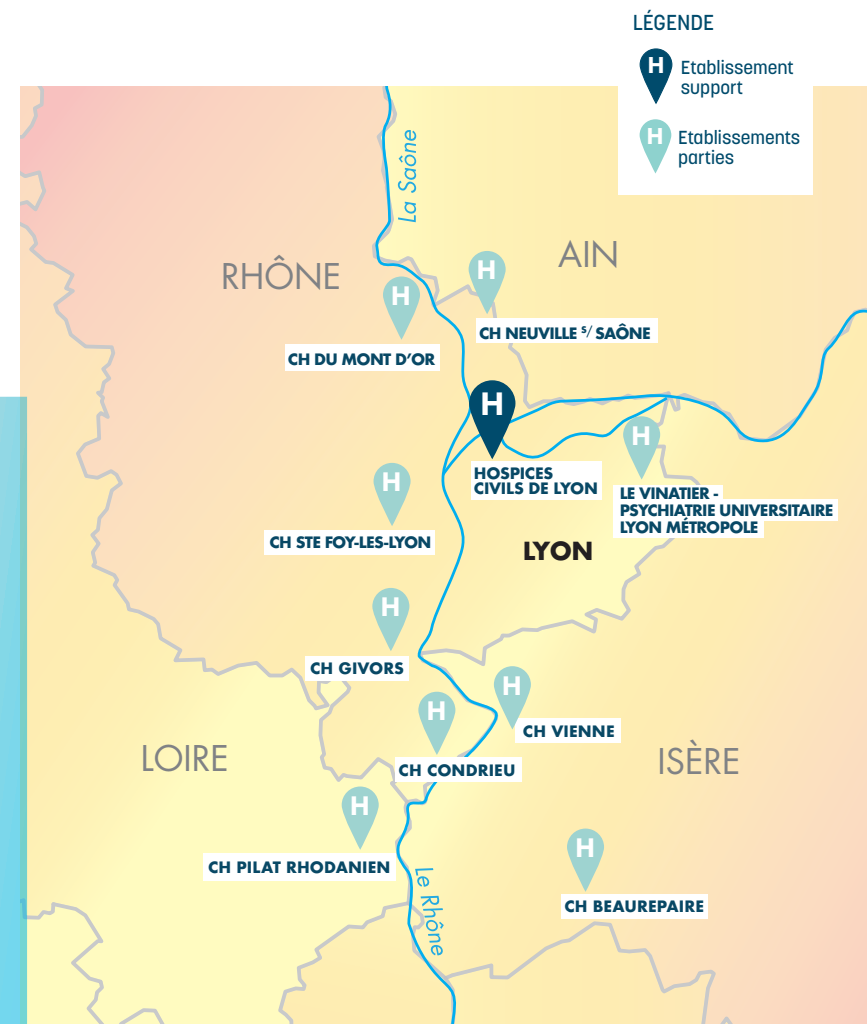 LÉGENDE
H
Etablissement
support
H
Etablissements
parties
La Saône
RHÔNE
AIN
H
H
CH NEUVILLE S/ SAÔNE
CH DU MONT D'OR
H
H
HOSPICES
CIVILS DE LYON
LE VINATIER -
PSYCHIATRIE UNIVERSITAIRE
LYON MÉTROPOLE
H
CH STE FOY-LES-LYON
LYON
H
CH GIVORS
H
CH VIENNE
H
CH CONDRIEU
LOIRE
ISÈRE
H
CH PILAT RHODANIEN
H
CH BEAUREPAIRE
Le Rhône